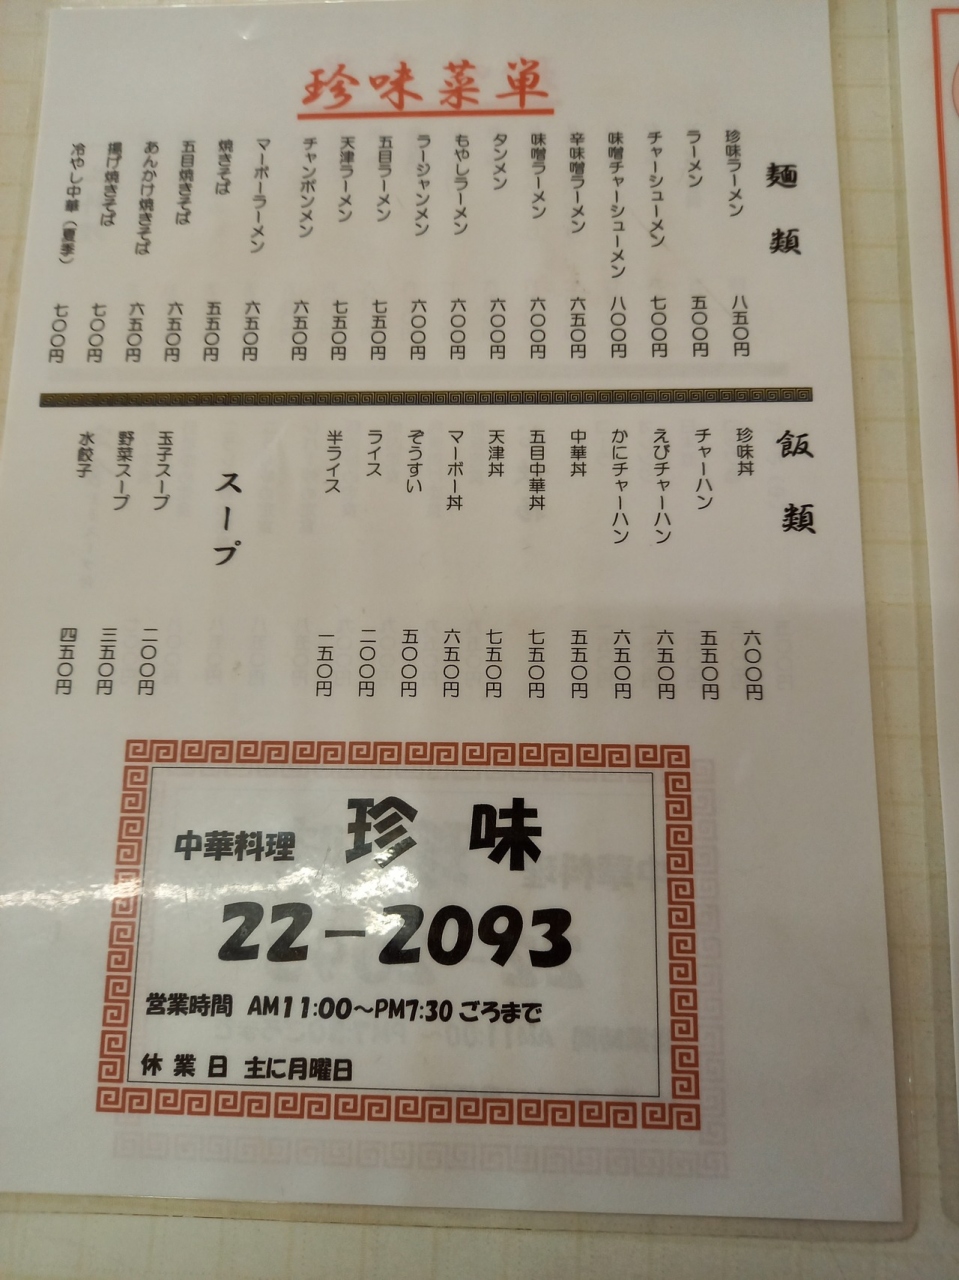 珍味菜単
麺類
珍味ラーメン 八五〇円
ラーメン 五〇〇円
チャーシューメン 七〇〇円
味噌チャーシューメン 八〇〇円
辛味噌ラーメン 六五〇円
味噌ラーメン 六〇〇円
タンメン 六〇〇円
もやしラーメン 六〇〇円
ラージャンメン 六〇〇円
五目ラーメン 七五〇円
天津ラーメン 七五〇円
チャンポンメン 六五〇円
マーボーラーメン 六五〇円
焼きそば 五五〇円
五目焼きそば 六五〇円
あんかけ焼きそば 六五〇円
揚げ焼きそば 七〇〇円
冷やし中華（夏季） 七〇〇円
飯類
珍味丼 六〇〇円
チャーハン 五五〇円
えびチャーハン 六五〇円
かにチャーハン 六五〇円
中華丼 五五〇円
五目中華丼 七五〇円
天津丼 七五〇円
マーボー丼 六五〇円
ぞうすい 五〇〇円
ライス 二〇〇円
半ライス 一五〇円
スープ
玉子スープ 二〇〇円
野菜スープ 三五〇円
水餃子 四五〇円
中華料理 珍味
22-2093
営業時間 AM11:00～PM7:30ごろまで
休業日 主に月曜日